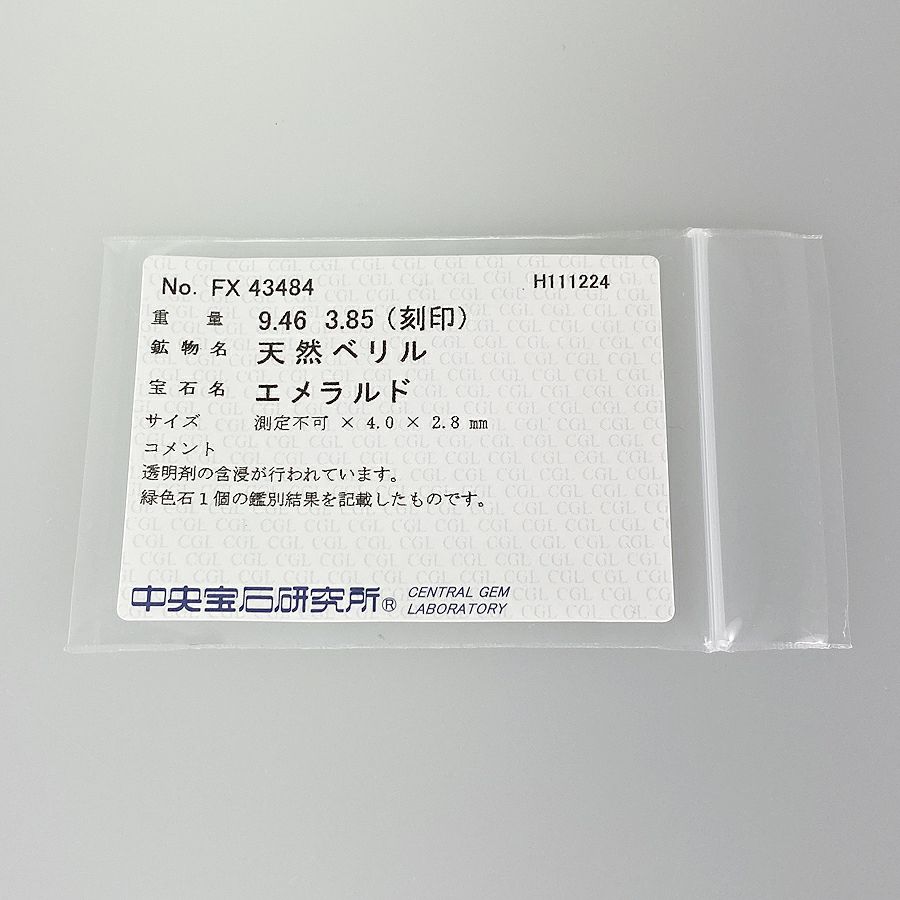 No. FX 43484 H111224
重量 9.46 3.85 (刻印)
鉱物名 天然ベリル
宝石名 エメラルド
サイズ 測定不可 × 4.0 × 2.8 mm
コメント
透明剤の含浸が行われています。
緑色石1個の鑑別結果を記載したものです。
中央宝石研究所® CENTRAL GEM
LABORATORY